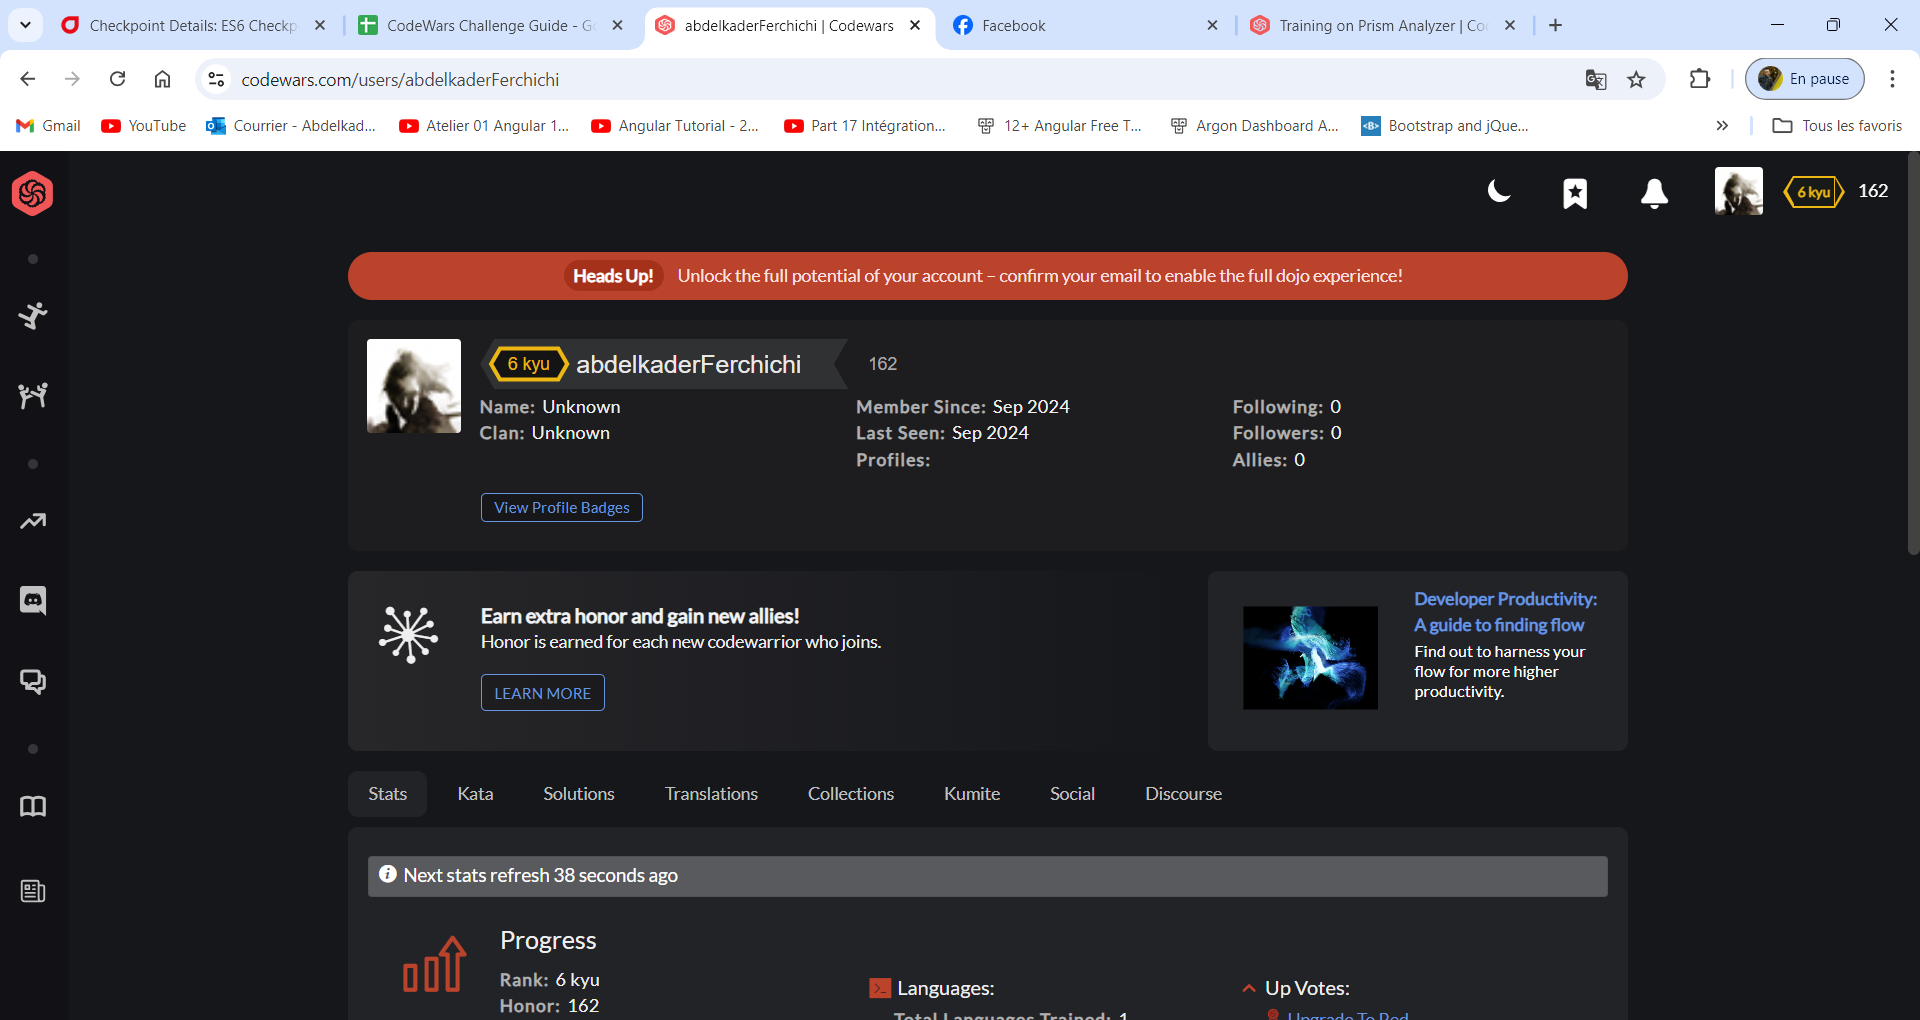 Checkpoint Details: ES6 Checkp
CodeWars Challenge Guide - Go
abdelkaderFerchichi | Codewars
Facebook
Training on Prism Analyzer | Co
codewars.com/users/abdelkaderFerchichi
En pause
Gmail
YouTube
Courrier - Abdelkad...
Atelier 01 Angular 1...
Angular Tutorial - 2...
Part 17 Intégration...
12+ Angular Free T...
Argon Dashboard A...
Bootstrap and jQue...
Tous les favoris
6 kyu
162
Heads Up! Unlock the full potential of your account – confirm your email to enable the full dojo experience!
6 kyu abdelkaderFerchichi 162
Name: Unknown
Clan: Unknown
Member Since: Sep 2024
Last Seen: Sep 2024
Profiles:
Following: 0
Followers: 0
Allies: 0
View Profile Badges
Earn extra honor and gain new allies!
Honor is earned for each new codewarrior who joins.
LEARN MORE
Developer Productivity:
A guide to finding flow
Find out to harness your
flow for more higher
productivity.
Stats
Kata
Solutions
Translations
Collections
Kumite
Social
Discourse
Next stats refresh 38 seconds ago
Progress
Rank: 6 kyu
Honor: 162
Languages:
Total Languages Trained: 1
Up Votes:
Upgrade To Red